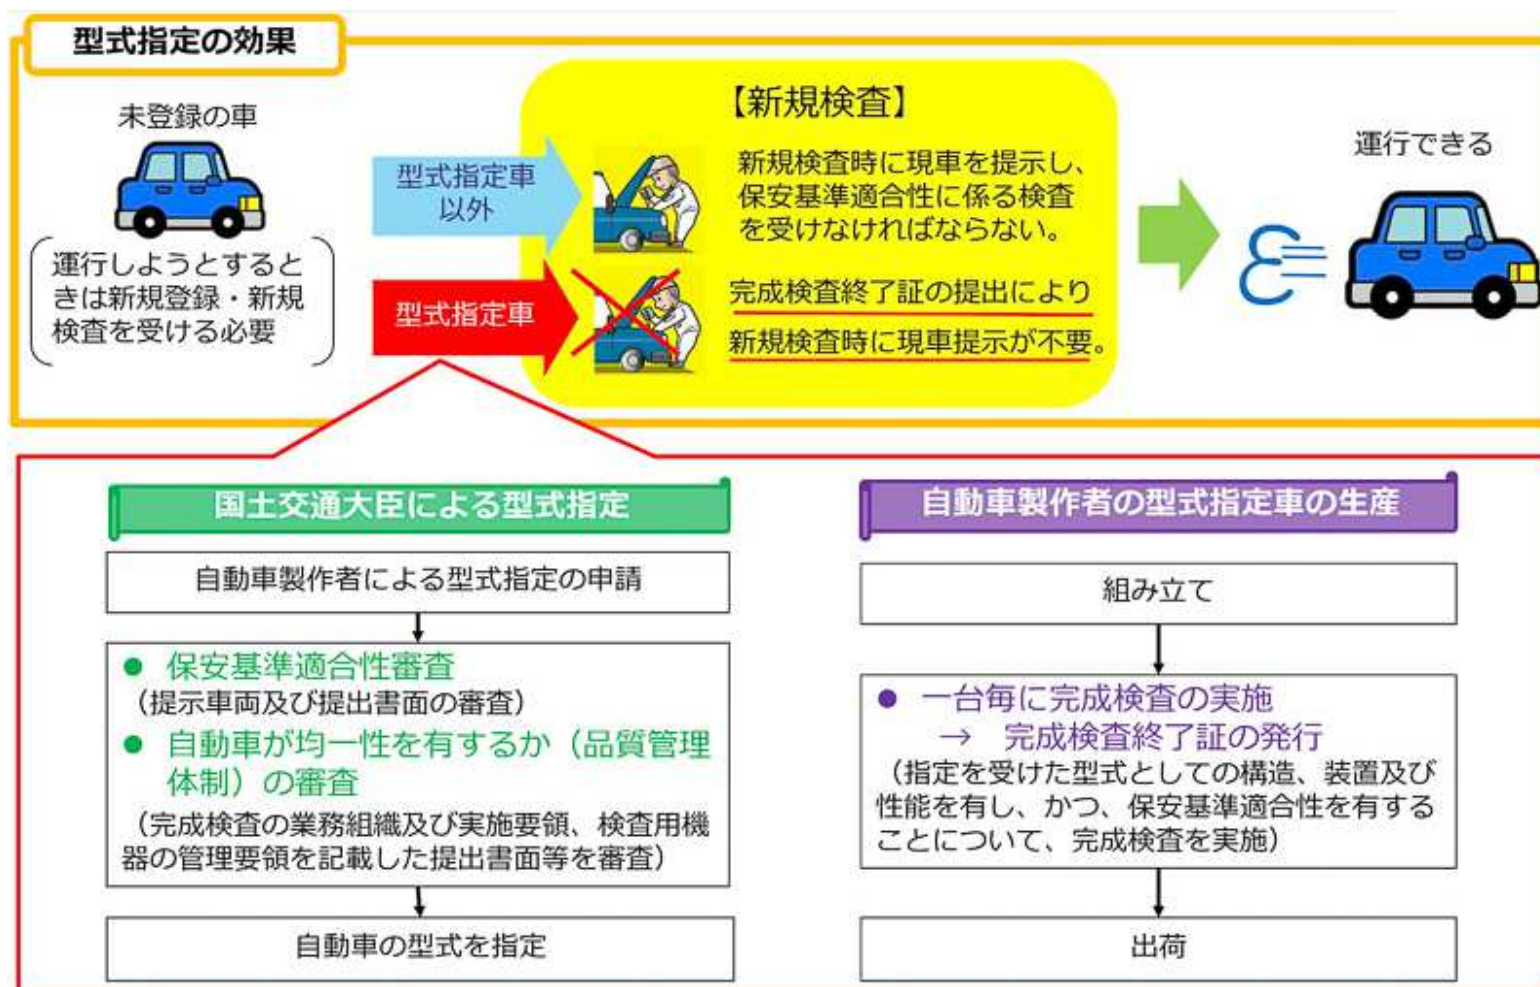 型式指定の効果
未登録の車
運行しようとすると
きは新規登録・新規
検査を受ける必要
型式指定車
以外
型式指定車
【新規検査】
新規検査時に現車を提示し、
保安基準適合性に係る検査
を受けなければならない。
完成検査終了証の提出により
新規検査時に現車提示が不要。
運行できる
国土交通大臣による型式指定
自動車製作者による型式指定の申請
● 保安基準適合性審査
（提示車両及び提出書面の審査）
● 自動車が均一性を有するか（品質管理
体制）の審査
（完成検査の業務組織及び実施要領、検査用機
器の管理要領を記載した提出書面等を審査）
自動車の型式を指定
自動車製作者の型式指定車の生産
組み立て
● 一台毎に完成検査の実施
→ 完成検査終了証の発行
（指定を受けた型式としての構造、装置及び
性能を有し、かつ、保安基準適合性を有する
ことについて、完成検査を実施）
出荷